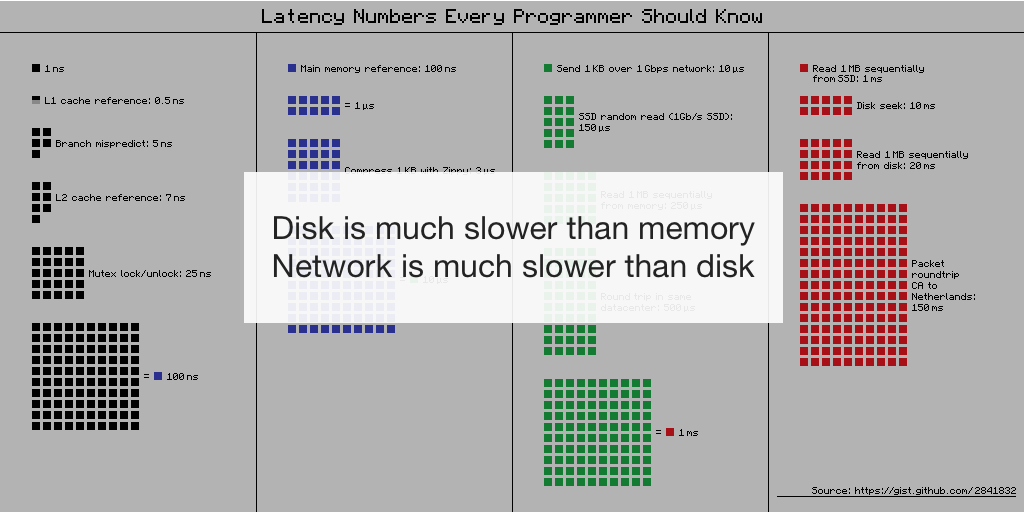 Latency Numbers Every Programmer Should Know
1 ns
L1 cache reference: 0.5 ns
Branch mispredict: 5 ns
L2 cache reference: 7 ns
Mutex lock/unlock: 25 ns
= 100 ns
Main memory reference: 100 ns
= 1 µs
Compress 1 KB with Zippy: 3 µs
Send 1 KB over 1 Gbps network: 10 µs
SSD random read (1Gb/s SSD):
150 µs
Read 1 MB sequentially
from memory: 250 µs
Round trip in same
datacenter: 500 µs
= 1 ms
Read 1 MB sequentially
from SSD: 1 ms
Disk seek: 10 ms
Read 1 MB sequentially
from disk: 20 ms
Packet
roundtrip
CA to
Netherlands:
150 ms
Disk is much slower than memory
Network is much slower than disk
Source: https://gist.github.com/2841832